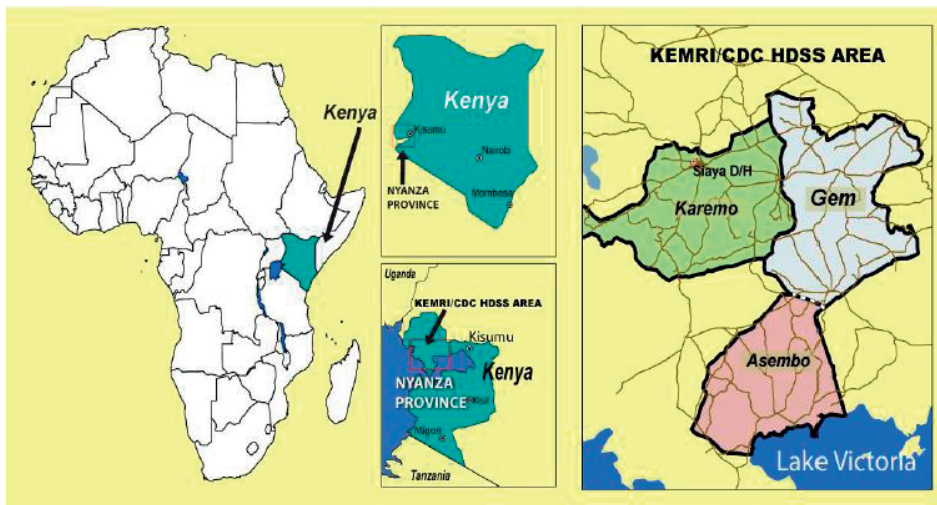 Kenya
Kenya
Kisumu
Nairobi
NYANZA
PROVINCE
Mombasa
Uganda
KEMRI/CDC HDSS AREA
Kisumu
Kenya
NYANZA
PROVINCE
Kisii
Migori
Tanzania
KEMRI/CDC HDSS AREA
Siaya D/H
Karemo
Gem
Asembo
Lake Victoria